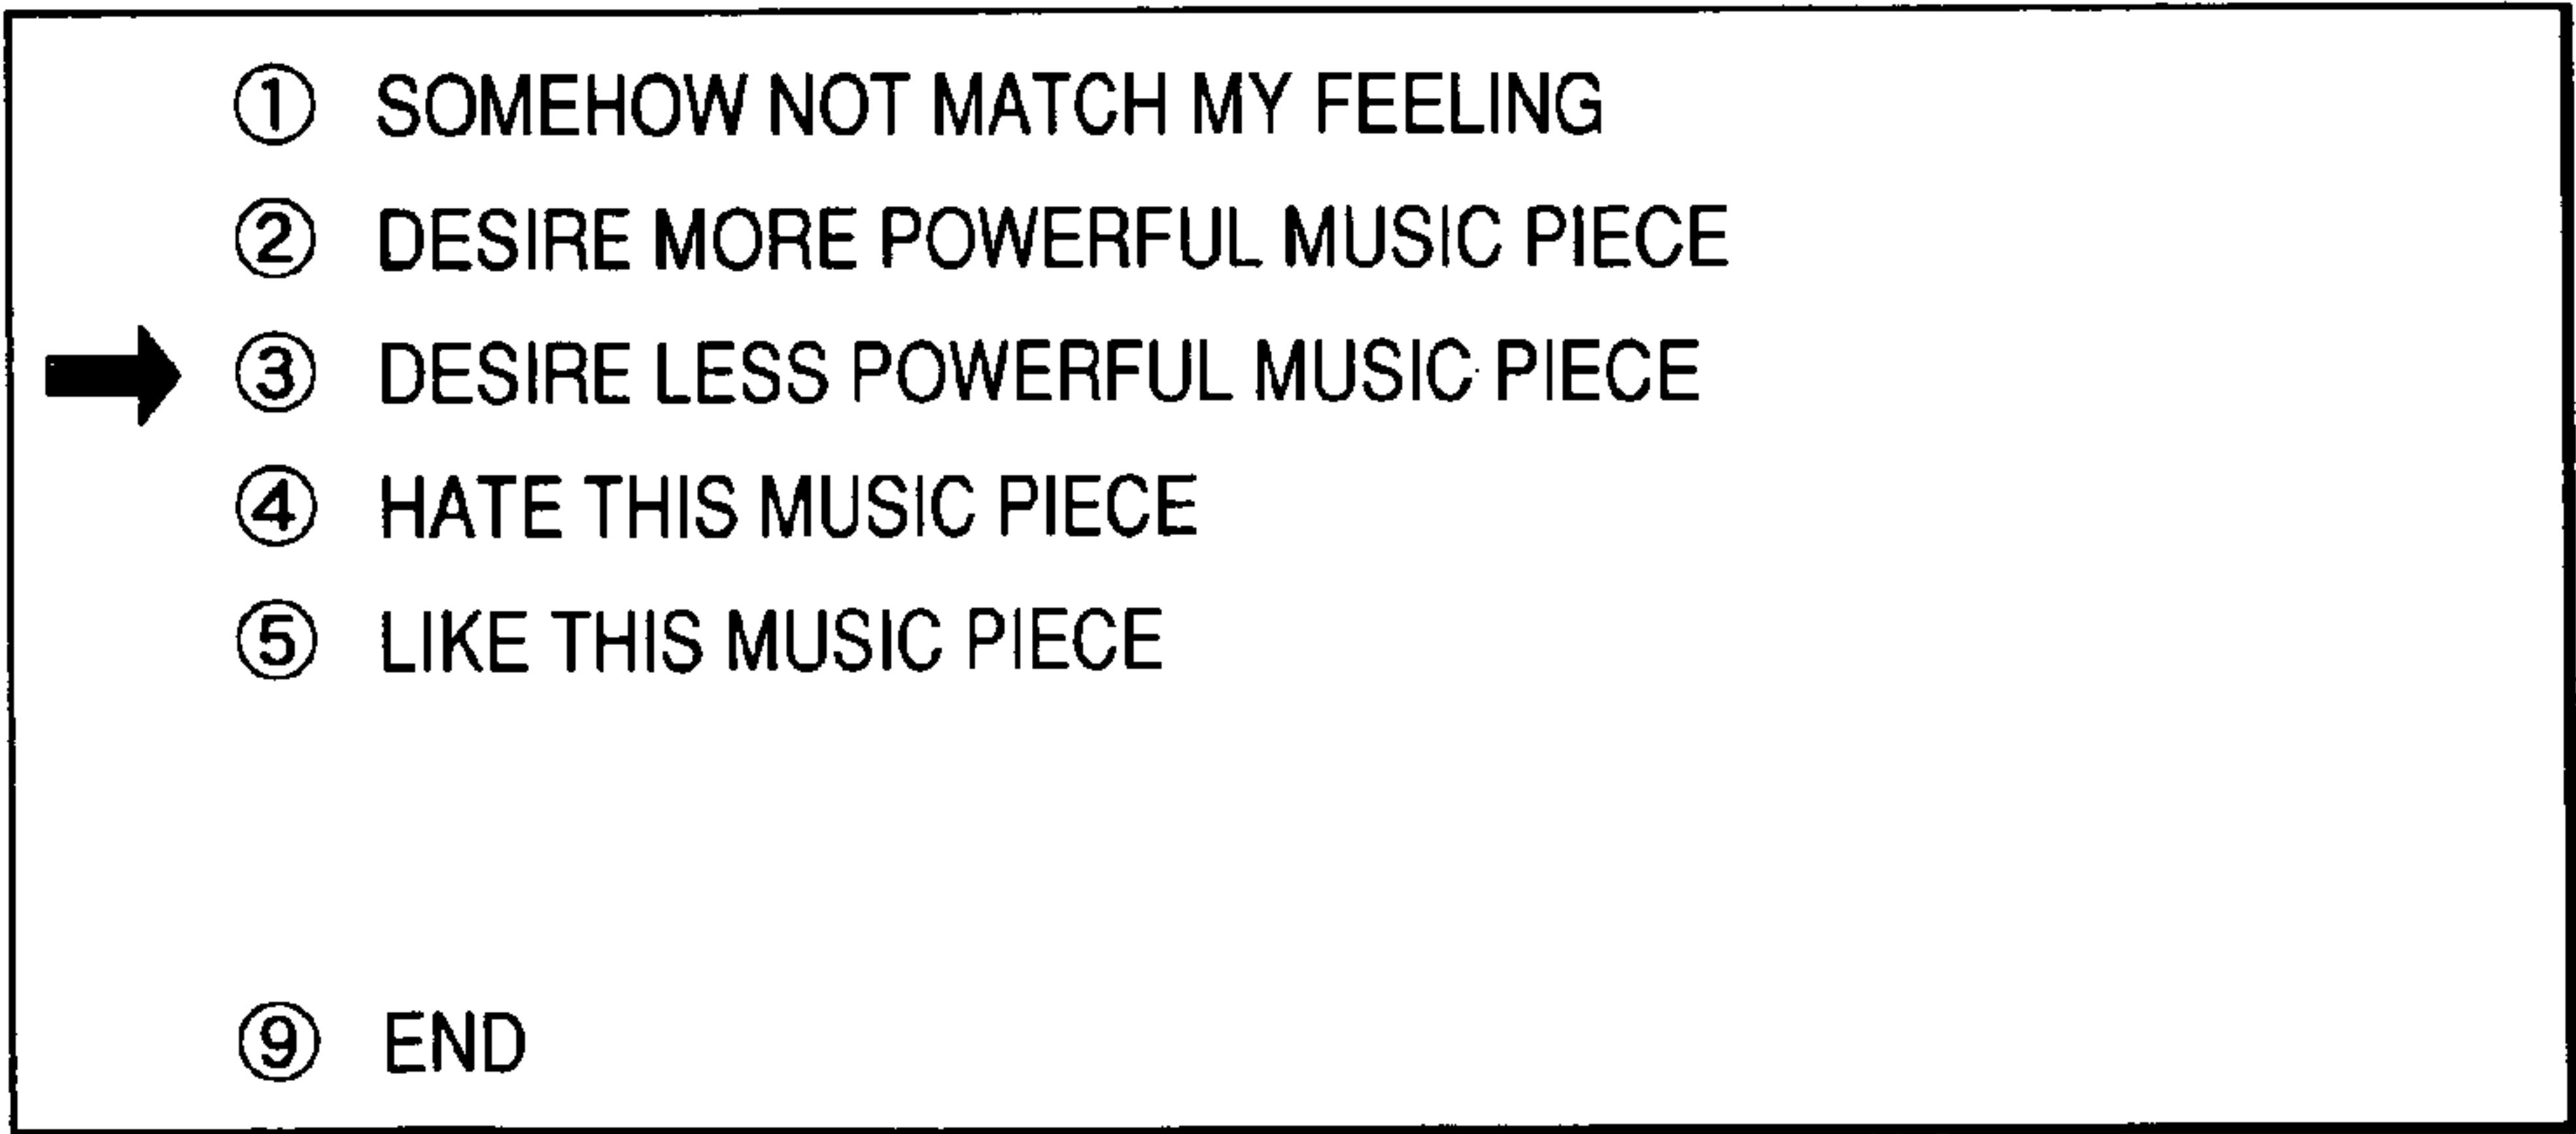 ① SOMEHOW NOT MATCH MY FEELING
② DESIRE MORE POWERFUL MUSIC PIECE
③ DESIRE LESS POWERFUL MUSIC PIECE
④ HATE THIS MUSIC PIECE
⑤ LIKE THIS MUSIC PIECE
⑨ END